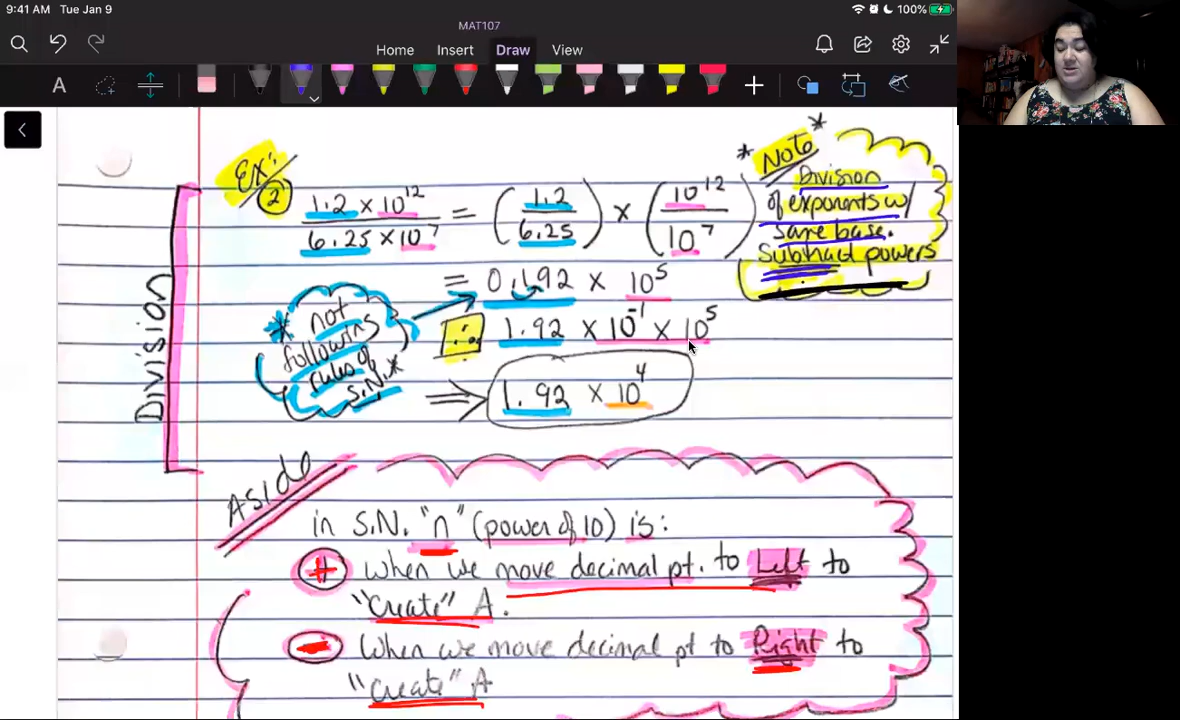 9:41 AM Tue Jan 9
100%
MAT107
Home Insert Draw View
A
Ex:
2
1.2 × 10^12 / 6.25 × 10^7 = (1.2 / 6.25) × (10^12 / 10^7)
* Note *
Division
of exponents w/
same base.
Subtract powers
= 0.192 × 10^5
* not
following
rules of
S.N. *
∴ 1.92 × 10^-1 × 10^5
⇒ 1.92 × 10^4
Division
Aside
in S.N. "n" (power of 10) is:
+ When we move decimal pt. to Left to
"create" A.
- When we move decimal pt to Right to
"create" A